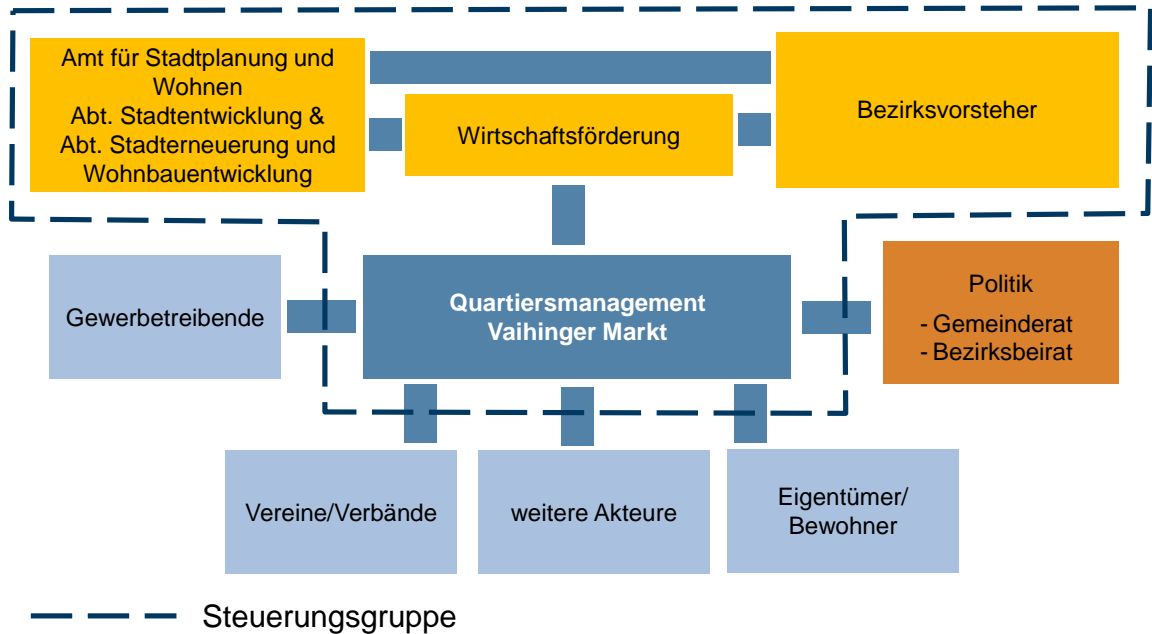 Amt für Stadtplanung und
Wohnen
Abt. Stadtentwicklung &
Abt. Stadterneuerung und
Wohnbauentwicklung
Wirtschaftsförderung
Bezirksvorsteher
Gewerbetreibende
Quartiersmanagement
Vaihinger Markt
Politik
- Gemeinderat
- Bezirksbeirat
Vereine/Verbände
weitere Akteure
Eigentümer/
Bewohner
Steuerungsgruppe